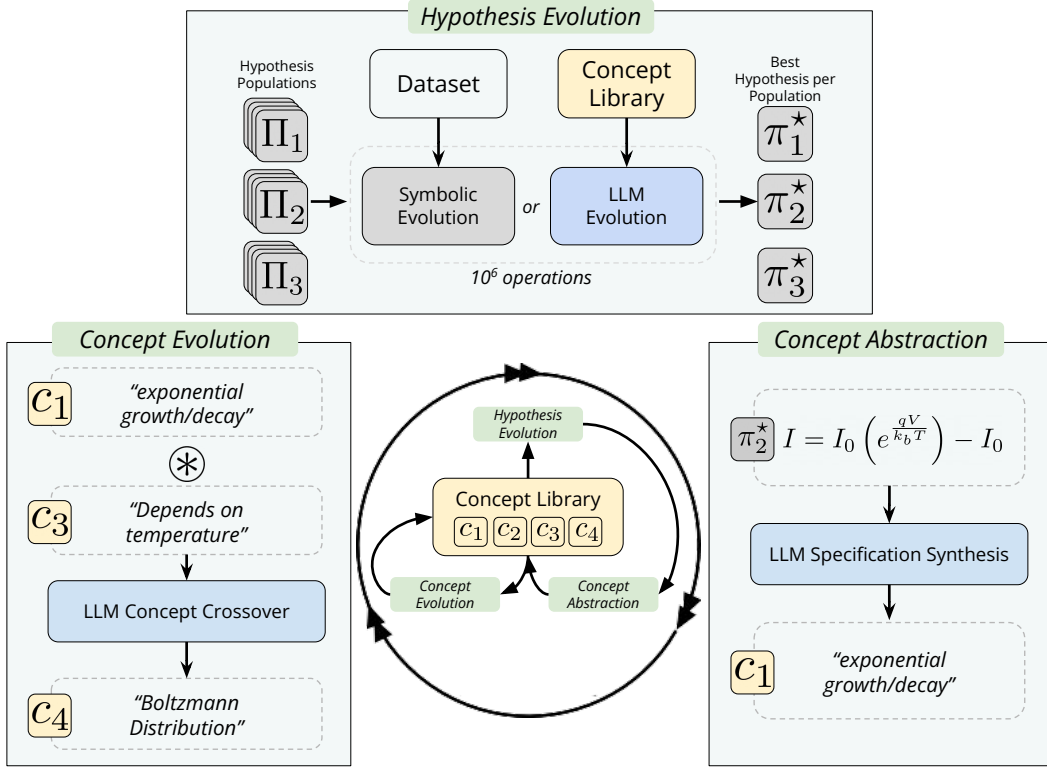 Hypothesis Evolution
Hypothesis
Populations
Π₁
Π₂
Π₃
Dataset
Concept
Library
Symbolic
Evolution
or
LLM
Evolution
10⁶ operations
Best
Hypothesis per
Population
π₁*
π₂*
π₃*
Concept Evolution
c₁
“exponential
growth/decay”
⊛
c₃
“Depends on
temperature”
LLM Concept Crossover
c₄
“Boltzmann
Distribution”
Hypothesis
Evolution
Concept Library
c₁ c₂ c₃ c₄
Concept
Evolution
Concept
Abstraction
Concept Abstraction
π₂* I = I₀ (e^{qV/k_bT}) − I₀
LLM Specification Synthesis
c₁
“exponential
growth/decay”